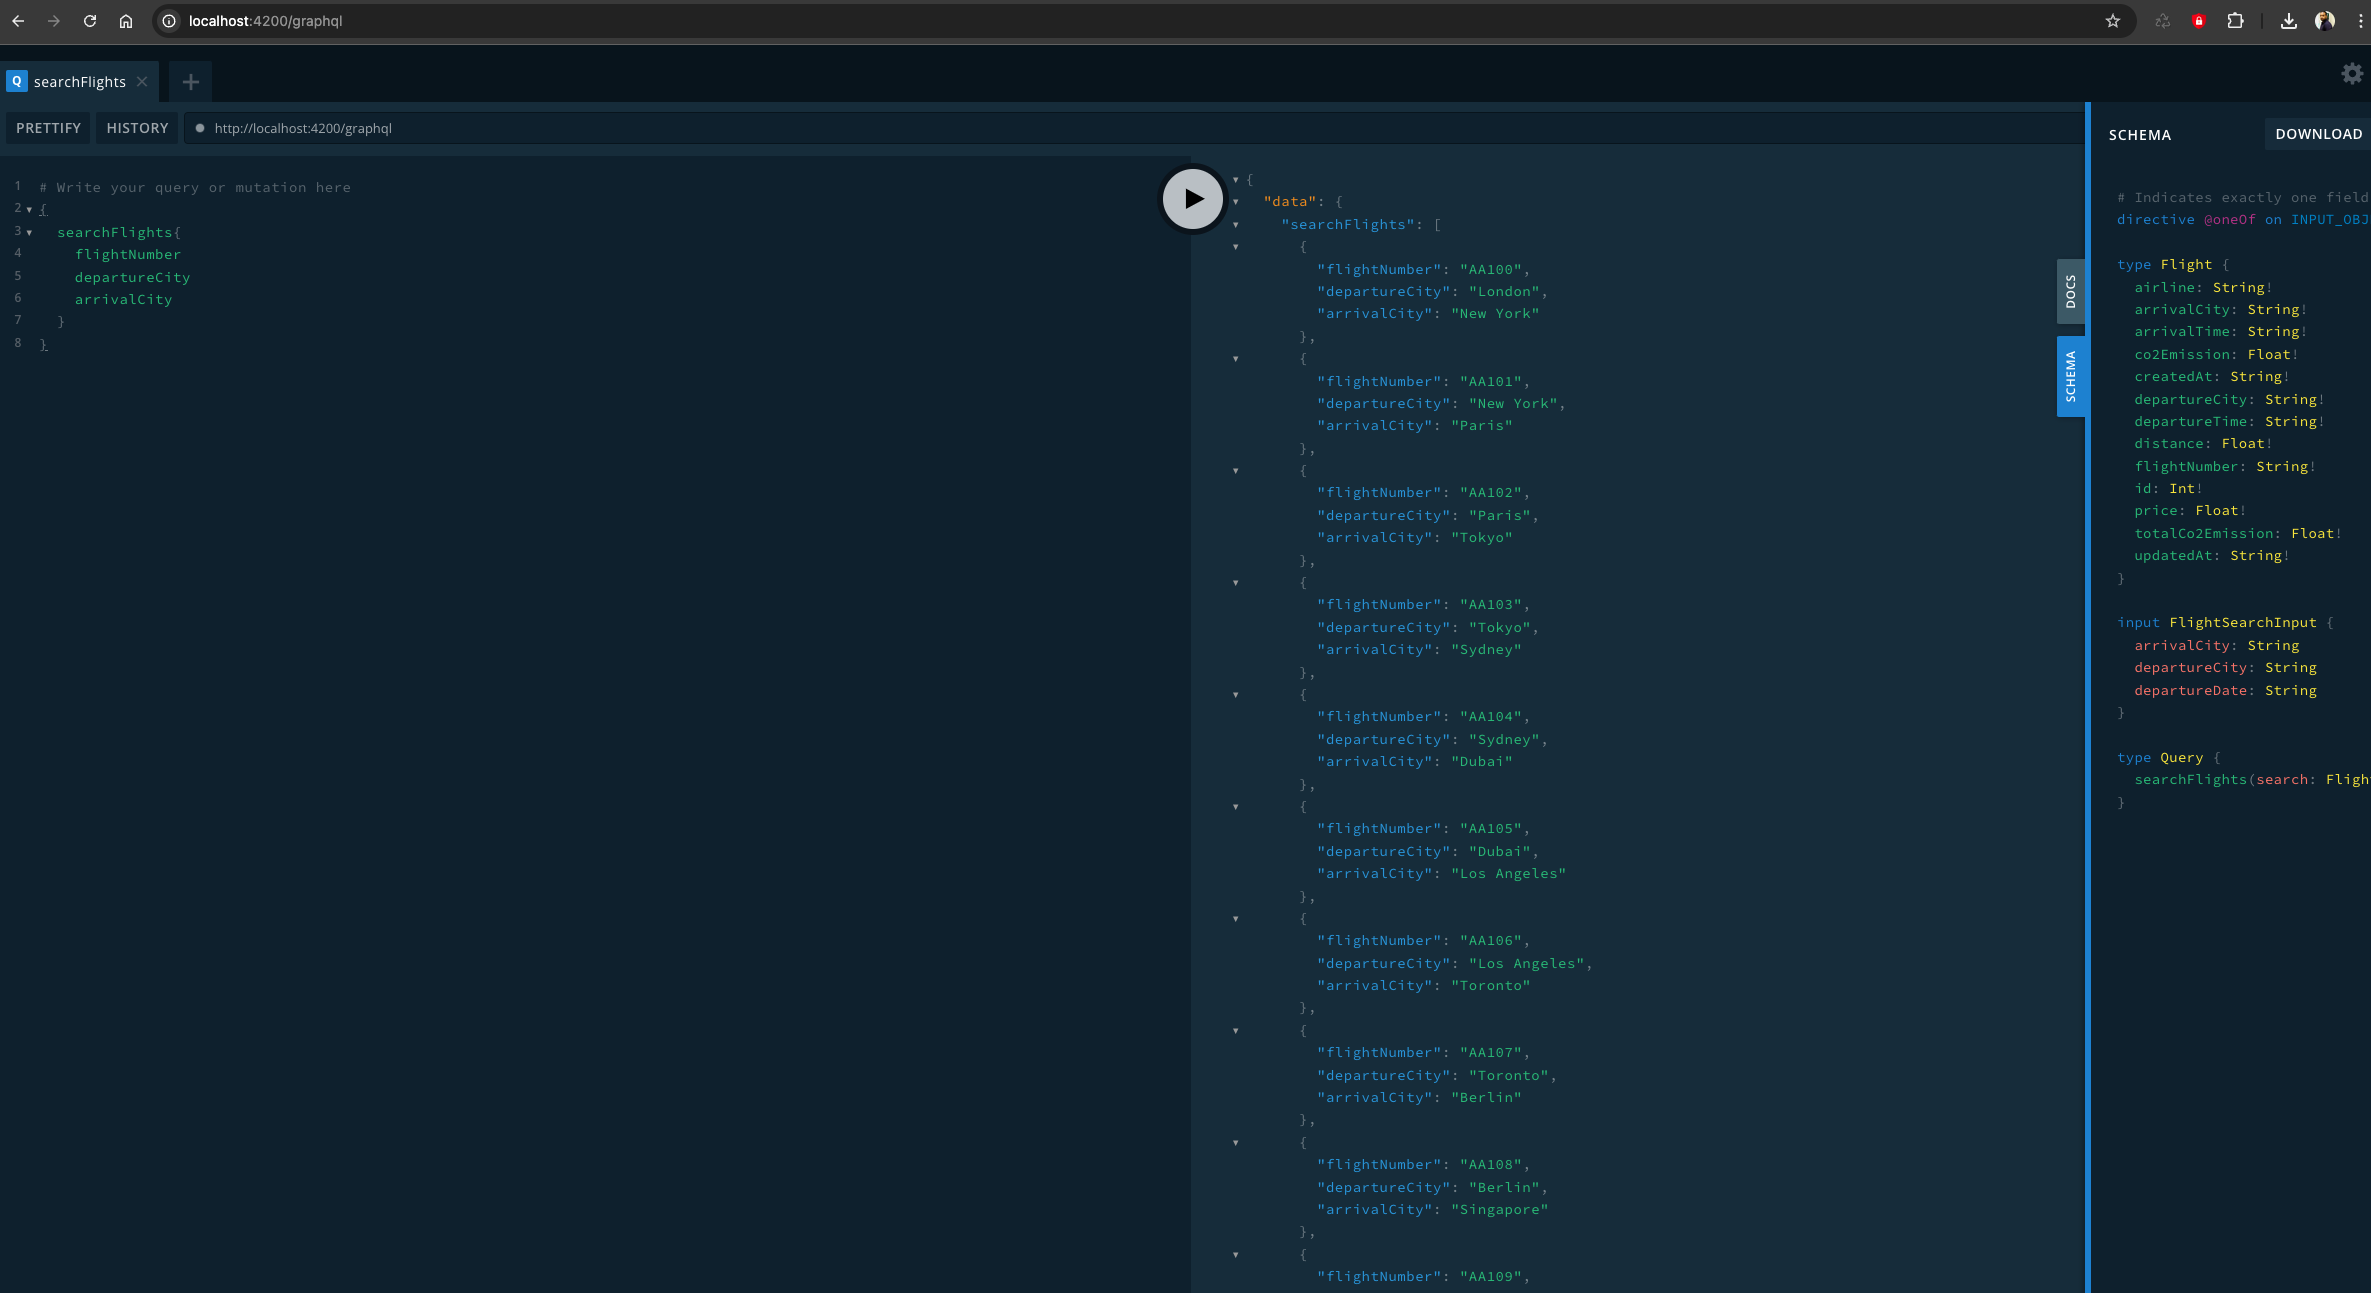 localhost:4200/graphql
Q searchFlights
PRETTIFY HISTORY http://localhost:4200/graphql
1 # Write your query or mutation here
2 {
3 searchFlights{
4 flightNumber
5 departureCity
6 arrivalCity
7 }
8 }
{
"data": {
"searchFlights": [
{
"flightNumber": "AA100",
"departureCity": "London",
"arrivalCity": "New York"
},
{
"flightNumber": "AA101",
"departureCity": "New York",
"arrivalCity": "Paris"
},
{
"flightNumber": "AA102",
"departureCity": "Paris",
"arrivalCity": "Tokyo"
},
{
"flightNumber": "AA103",
"departureCity": "Tokyo",
"arrivalCity": "Sydney"
},
{
"flightNumber": "AA104",
"departureCity": "Sydney",
"arrivalCity": "Dubai"
},
{
"flightNumber": "AA105",
"departureCity": "Dubai",
"arrivalCity": "Los Angeles"
},
{
"flightNumber": "AA106",
"departureCity": "Los Angeles",
"arrivalCity": "Toronto"
},
{
"flightNumber": "AA107",
"departureCity": "Toronto",
"arrivalCity": "Berlin"
},
{
"flightNumber": "AA108",
"departureCity": "Berlin",
"arrivalCity": "Singapore"
},
{
"flightNumber": "AA109",
DOCS
SCHEMA
SCHEMA DOWNLOAD
# Indicates exactly one field
directive @oneOf on INPUT_OBJ
type Flight {
airline: String!
arrivalCity: String!
arrivalTime: String!
co2Emission: Float!
createdAt: String!
departureCity: String!
departureTime: String!
distance: Float!
flightNumber: String!
id: Int!
price: Float!
totalCo2Emission: Float!
updatedAt: String!
}
input FlightSearchInput {
arrivalCity: String
departureCity: String
departureDate: String
}
type Query {
searchFlights(search: Fligh
}